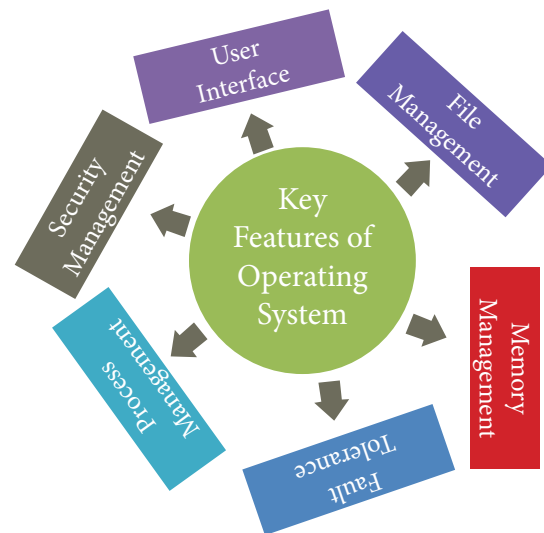 User
Interface
File
Management
Memory
Management
Fault
Tolerance
Process
Management
Security
Management
Key
Features of
Operating
System